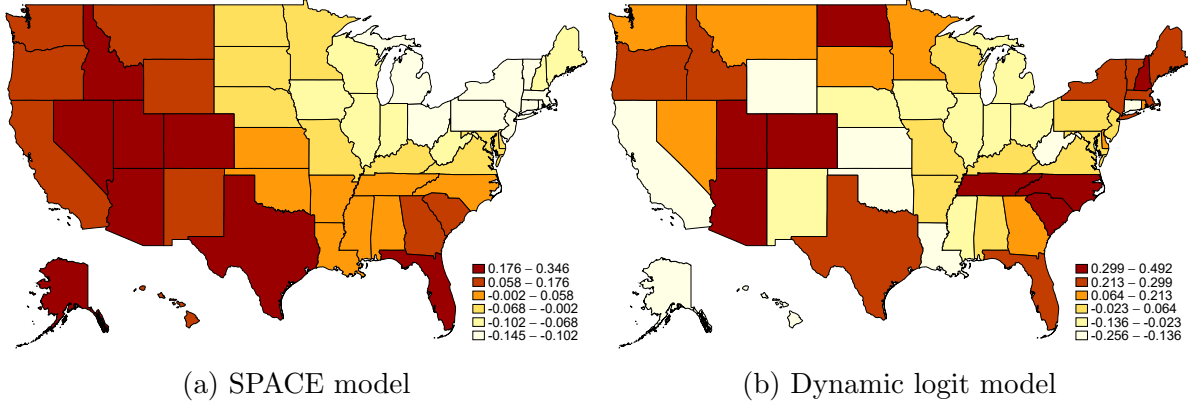 0.176 – 0.346
0.058 – 0.176
-0.002 – 0.058
-0.068 – -0.002
-0.102 – -0.068
-0.145 – -0.102
(a) SPACE model
0.299 – 0.492
0.213 – 0.299
0.064 – 0.213
-0.023 – 0.064
-0.136 – -0.023
-0.256 – -0.136
(b) Dynamic logit model